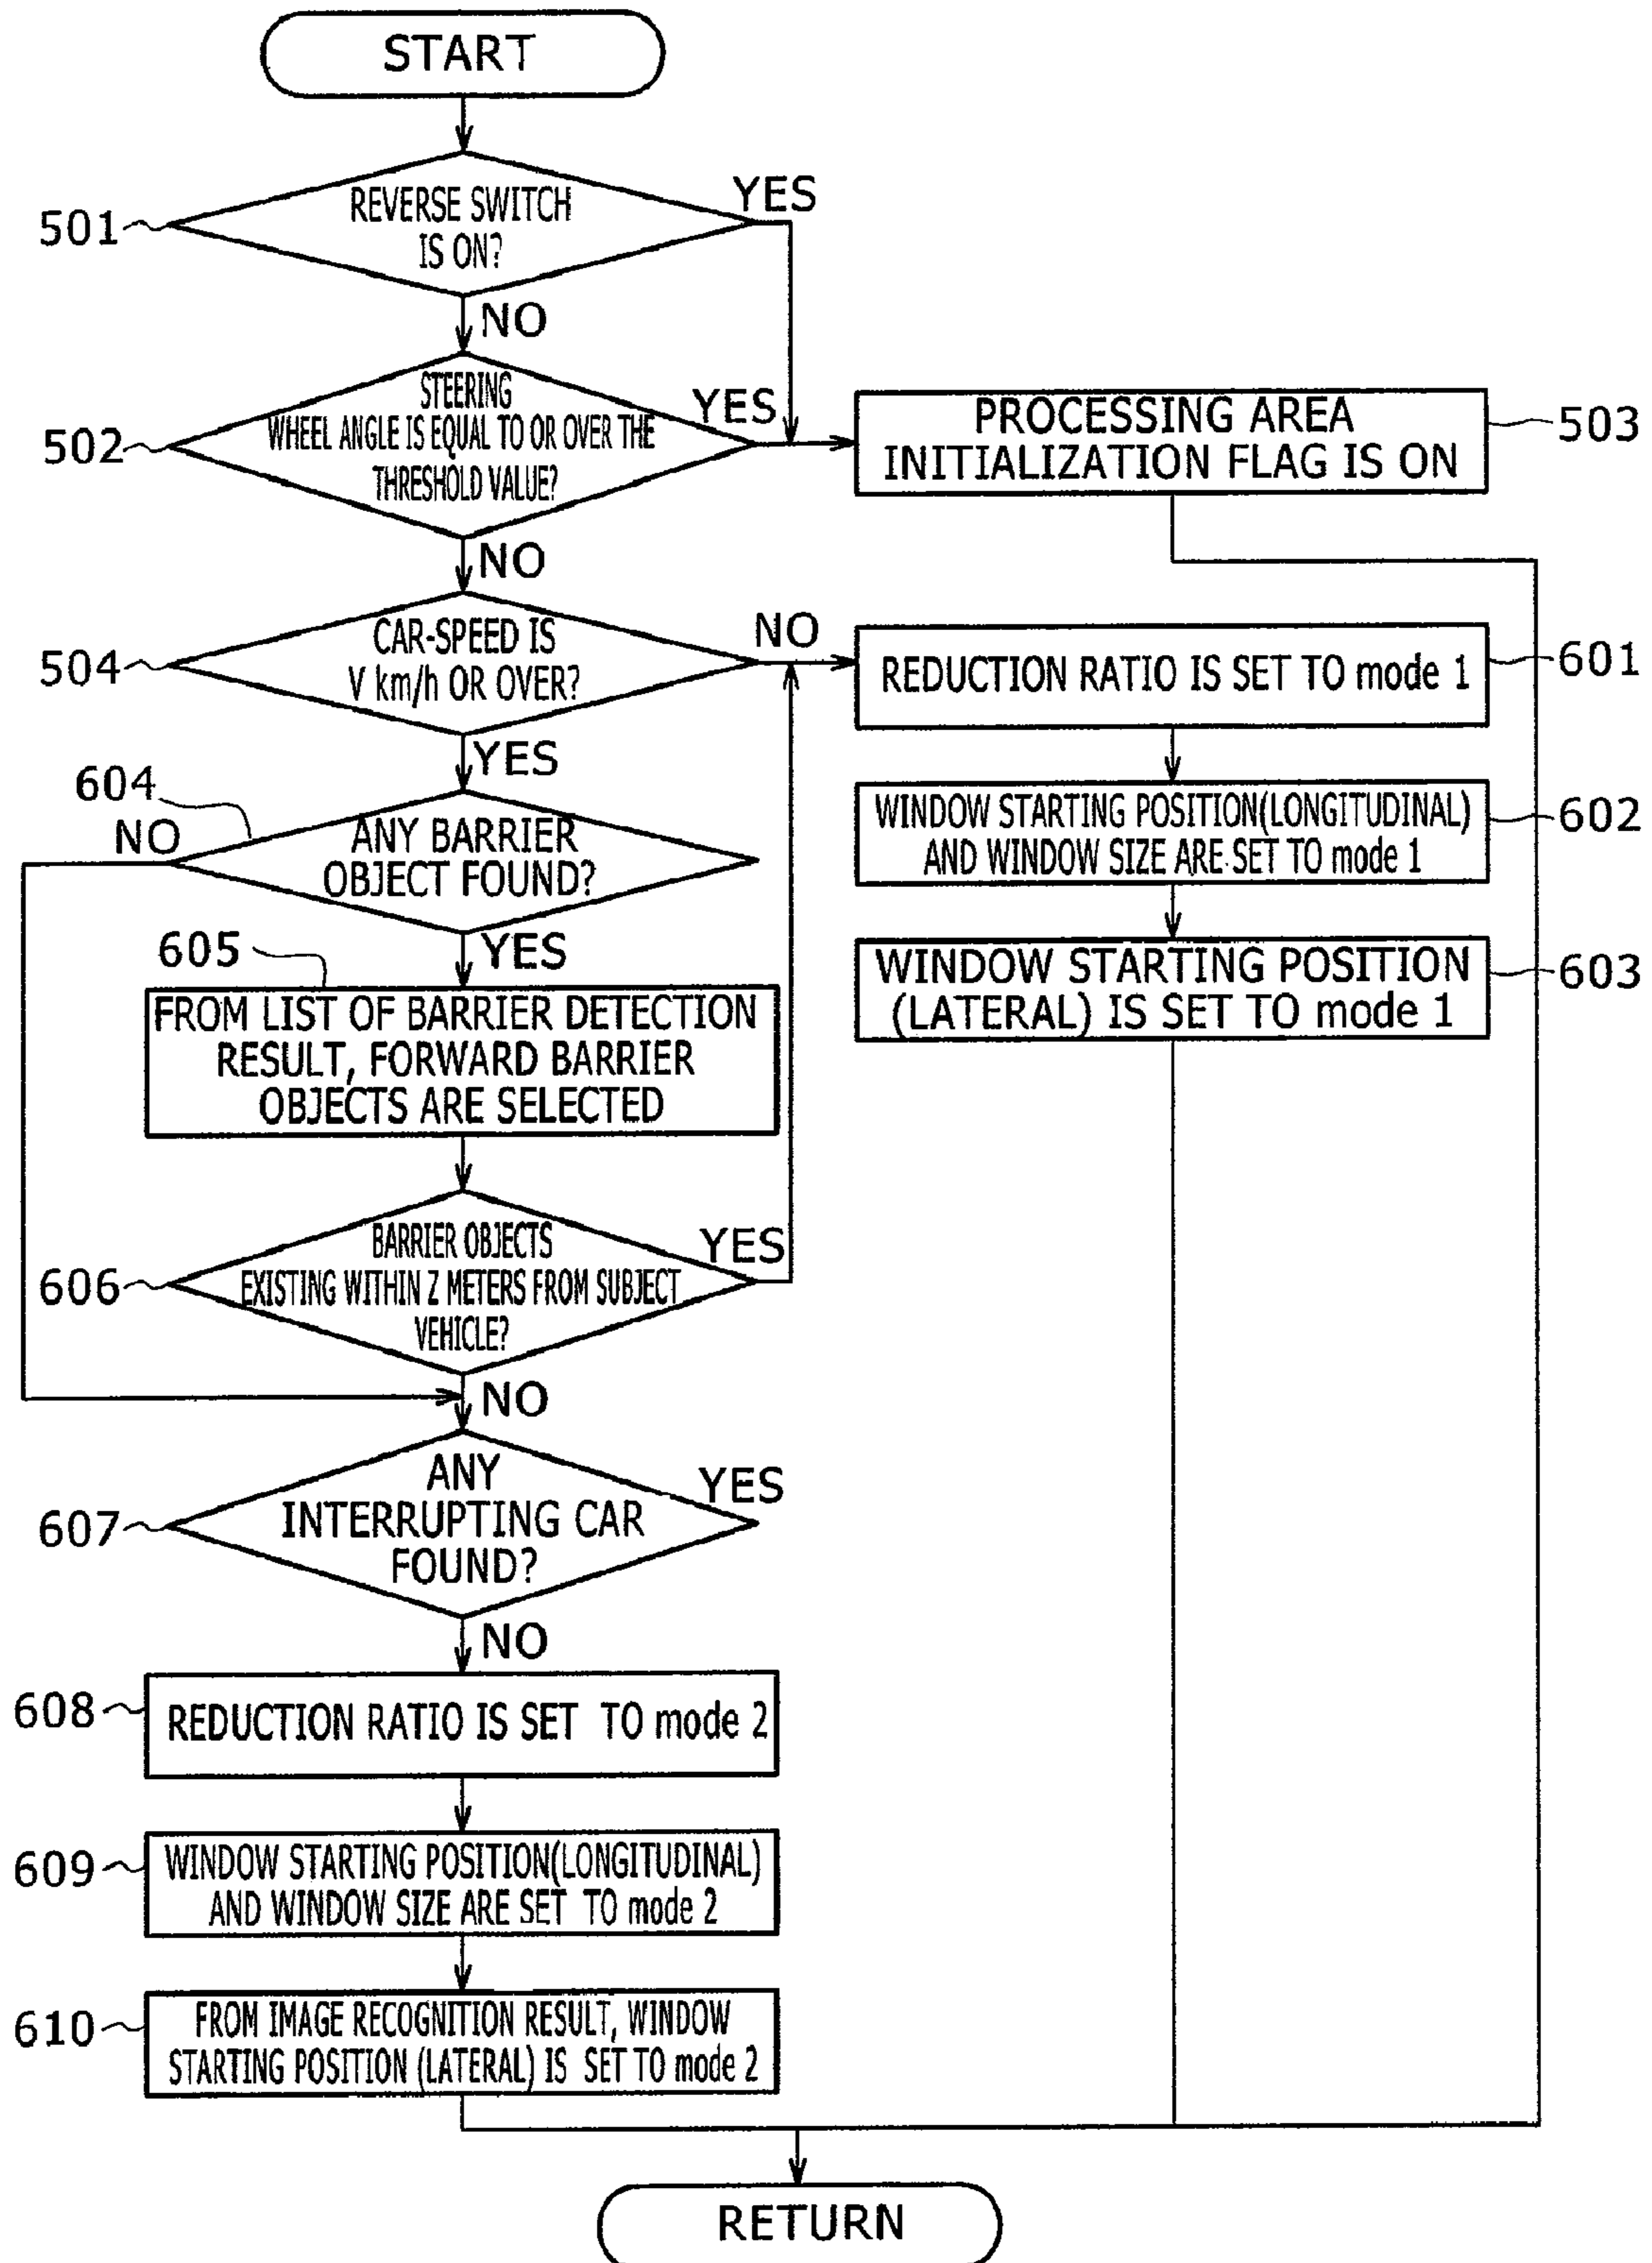 START
501
REVERSE SWITCH
IS ON?
YES
NO
502
STEERING
WHEEL ANGLE IS EQUAL TO OR OVER THE
THRESHOLD VALUE?
YES
PROCESSING AREA
INITIALIZATION FLAG IS ON
503
NO
504
CAR-SPEED IS
V km/h OR OVER?
NO
REDUCTION RATIO IS SET TO mode 1
601
YES
WINDOW STARTING POSITION(LONGITUDINAL)
AND WINDOW SIZE ARE SET TO mode 1
602
604
NO
ANY BARRIER
OBJECT FOUND?
YES
WINDOW STARTING POSITION
(LATERAL) IS SET TO mode 1
603
605
FROM LIST OF BARRIER DETECTION
RESULT, FORWARD BARRIER
OBJECTS ARE SELECTED
606
BARRIER OBJECTS
EXISTING WITHIN Z METERS FROM SUBJECT
VEHICLE?
YES
NO
607
ANY
INTERRUPTING CAR
FOUND?
YES
NO
608
REDUCTION RATIO IS SET TO mode 2
609
WINDOW STARTING POSITION(LONGITUDINAL)
AND WINDOW SIZE ARE SET TO mode 2
610
FROM IMAGE RECOGNITION RESULT, WINDOW
STARTING POSITION (LATERAL) IS SET TO mode 2
RETURN